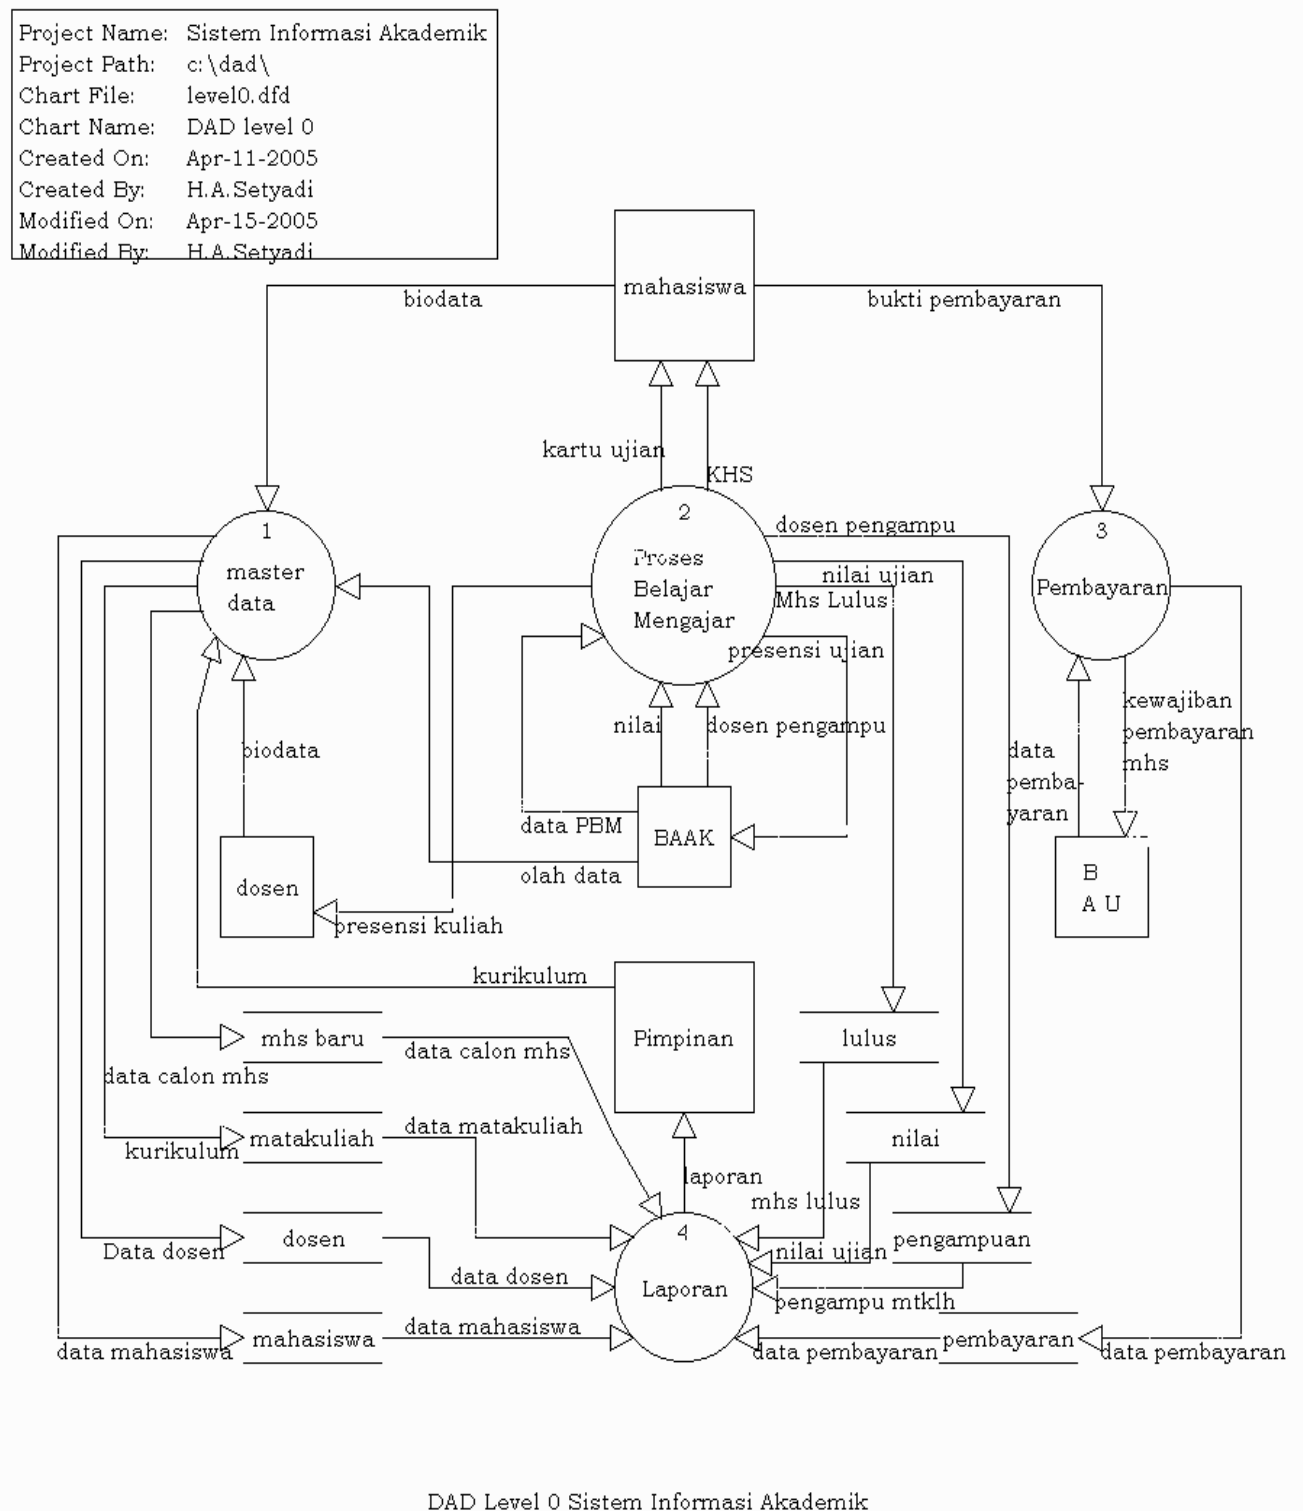 Project Name: Sistem Informasi Akademik
Project Path: c:\dad\
Chart File: level0.dfd
Chart Name: DAD level 0
Created On: Apr-11-2005
Created By: H.A.Setyadi
Modified On: Apr-15-2005
Modified By: H.A.Setyadi
mahasiswa
biodata
bukti pembayaran
kartu ujian
KHS
1
master
data
2
Proses
Belajar
Mengajar
3
Pembayaran
dosen pengampu
nilai ujian
Mhs Lulus
presensi ujian
nilai
dosen pengampu
kewajiban
pembayaran
mhs
data
pemba-
yaran
biodata
data PBM
BAAK
olah data
dosen
presensi kuliah
B
A U
kurikulum
Pimpinan
mhs baru
data calon mhs
data calon mhs
lulus
matakuliah
data matakuliah
kurikulum
nilai
laporan
mhs lulus
dosen
Data dosen
data dosen
4
Laporan
nilai ujian
pengampuan
pengampu mtklh
mahasiswa
data mahasiswa
data mahasiswa
pembayaran
data pembayaran
data pembayaran
DAD Level 0 Sistem Informasi Akademik